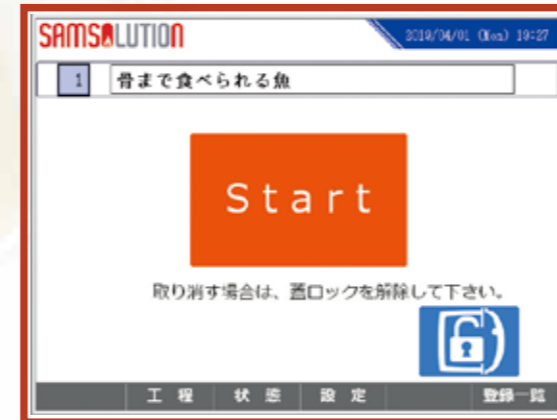 SAMSOLUTION
2019/04/01 (Mon) 19:27
1 骨まで食べられる魚
Start
取り消す場合は、蓋ロックを解除して下さい。
工程 状態 設定 登録一覧